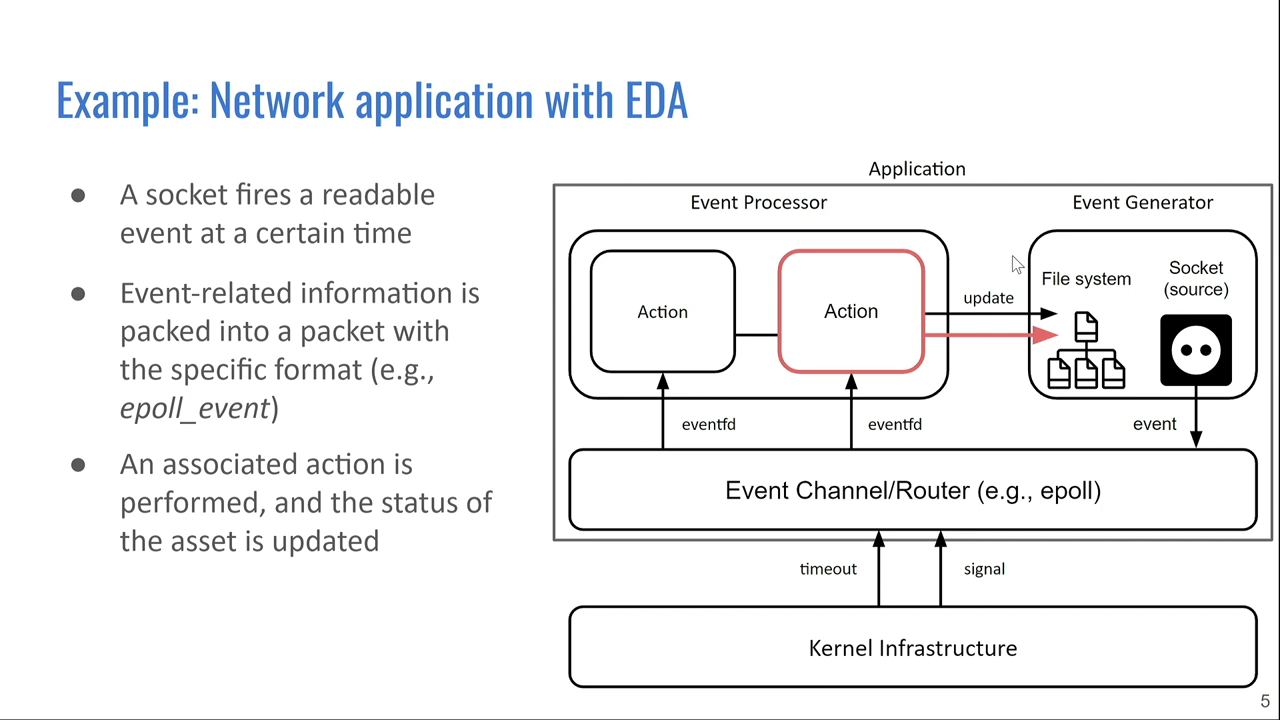 Example: Network application with EDA
● A socket fires a readable
event at a certain time
● Event-related information is
packed into a packet with
the specific format (e.g.,
epoll_event)
● An associated action is
performed, and the status of
the asset is updated
Application
Event Processor
Event Generator
Action
Action
update
File system
Socket
(source)
eventfd
eventfd
event
Event Channel/Router (e.g., epoll)
timeout
signal
Kernel Infrastructure
5